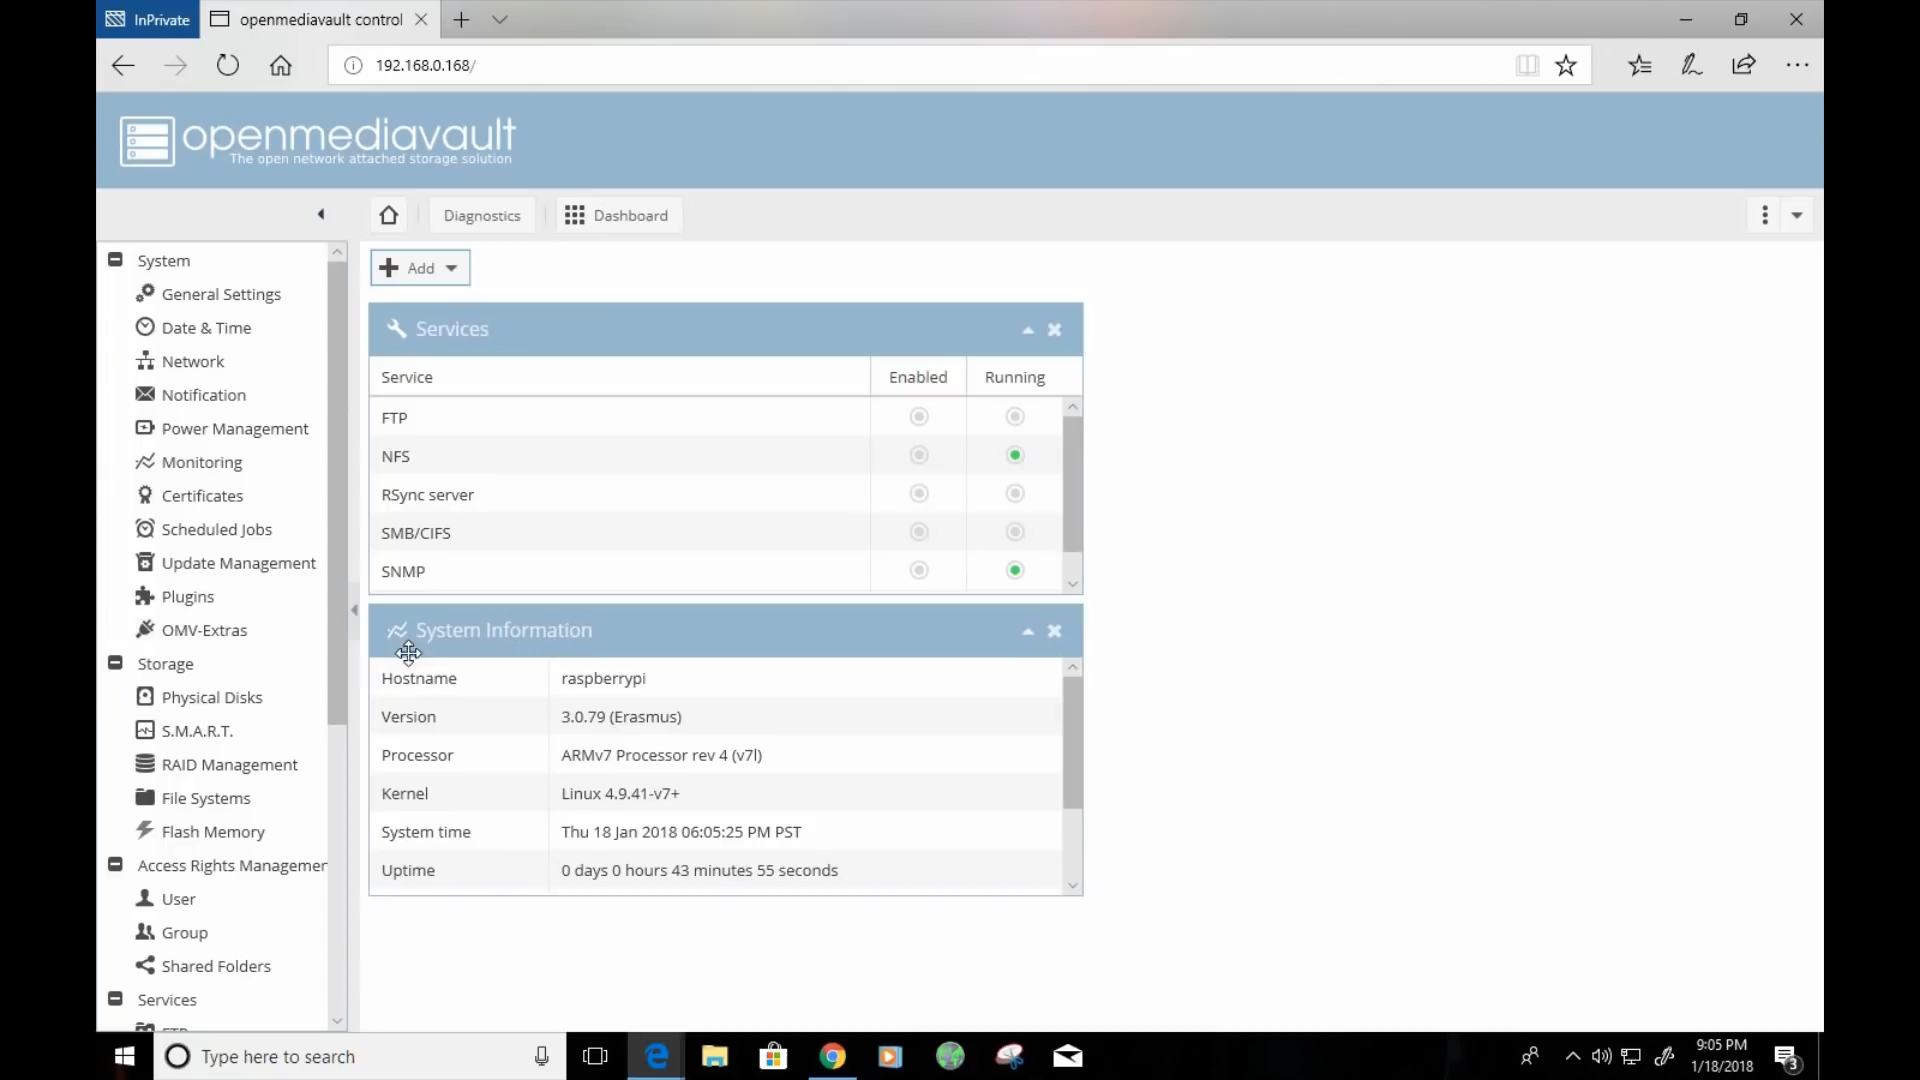 InPrivate
openmediavault control
192.168.0.168/
openmediavault
The open network attached storage solution
Diagnostics
Dashboard
Add
System
General Settings
Date & Time
Network
Notification
Power Management
Monitoring
Certificates
Scheduled Jobs
Update Management
Plugins
OMV-Extras
Storage
Physical Disks
S.M.A.R.T.
RAID Management
File Systems
Flash Memory
Access Rights Managemer
User
Group
Shared Folders
Services
FTP
Services
Service Enabled Running
FTP
NFS
RSync server
SMB/CIFS
SNMP
System Information
Hostname raspberrypi
Version 3.0.79 (Erasmus)
Processor ARMv7 Processor rev 4 (v7l)
Kernel Linux 4.9.41-v7+
System time Thu 18 Jan 2018 06:05:25 PM PST
Uptime 0 days 0 hours 43 minutes 55 seconds
Type here to search
9:05 PM
1/18/2018
3